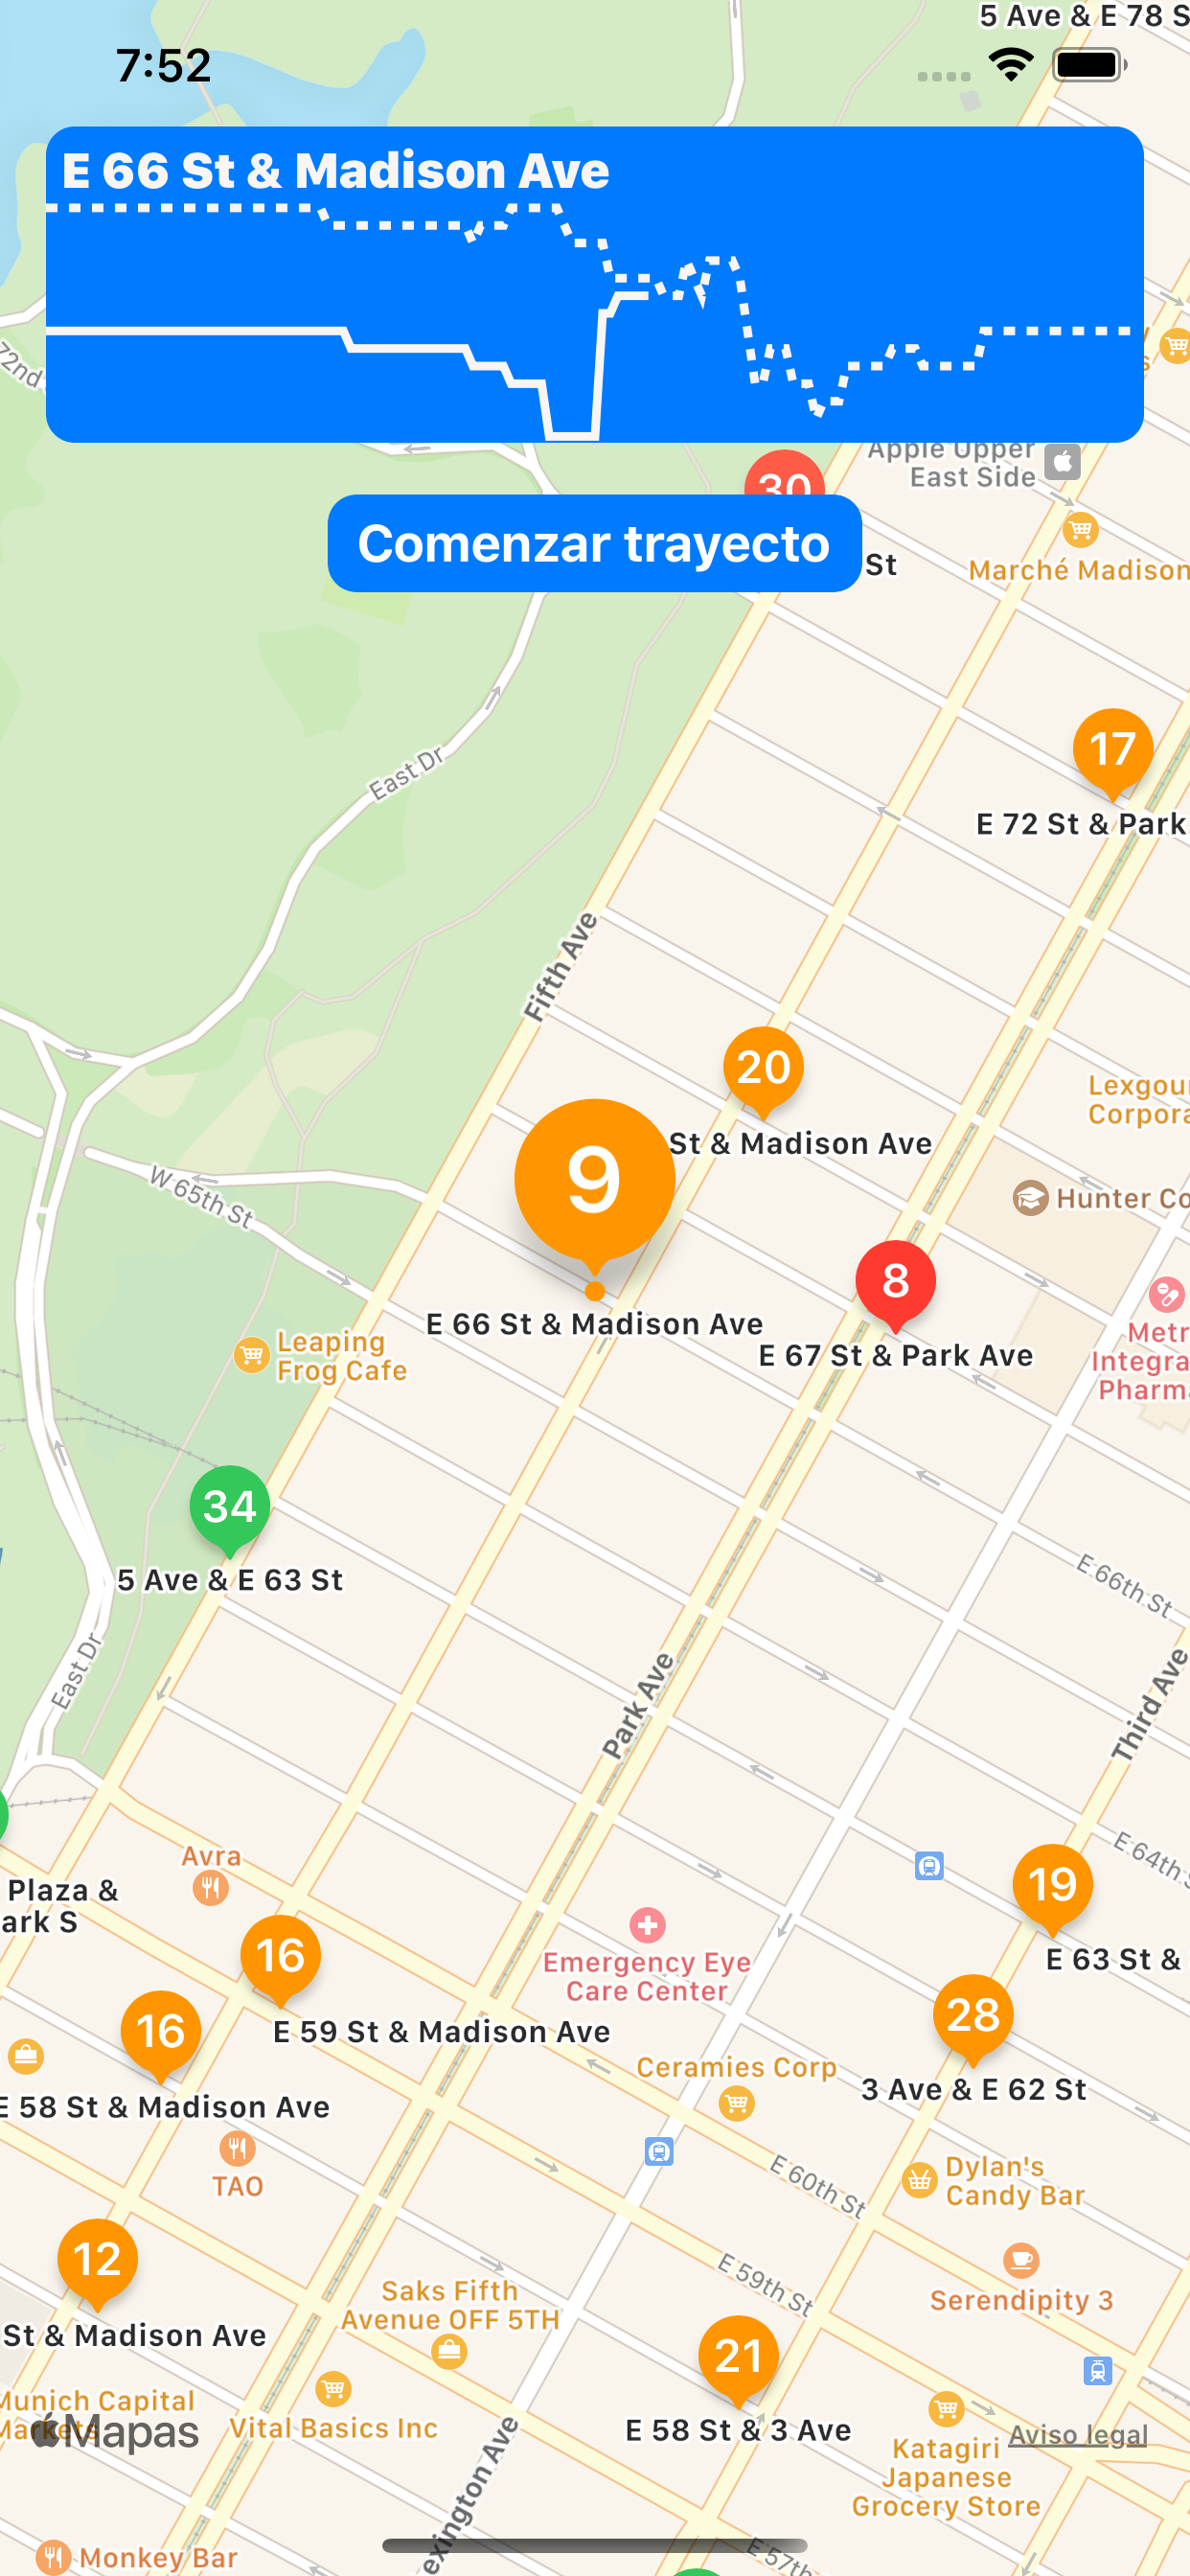 5 Ave & E 78 S
7:52
E 66 St & Madison Ave
72nd
Apple Upper
East Side
30
Comenzar trayecto
St
Marché Madison
17
E 72 St & Park
East Dr
Fifth Ave
20
St & Madison Ave
Lexgour
Corpora
9
W 65th St
Hunter Co
8
E 66 St & Madison Ave
E 67 St & Park Ave
Leaping
Frog Cafe
Metr
Integra
Pharma
34
5 Ave & E 63 St
E 66th St
East Dr
Park Ave
Third Ave
Avra
E 64th S
19
Plaza &
ark S
16
Emergency Eye
Care Center
E 63 St &
16
28
E 59 St & Madison Ave
Ceramies Corp
3 Ave & E 62 St
E 58 St & Madison Ave
TAO
E 60th St
Dylan's
Candy Bar
12
E 59th St
Saks Fifth
Avenue OFF 5TH
Serendipity 3
St & Madison Ave
21
Munich Capital
Markets
Mapas
Vital Basics Inc
E 58 St & 3 Ave
Aviso legal
Katagiri
Japanese
Grocery Store
exington Ave
Monkey Bar
E 57th